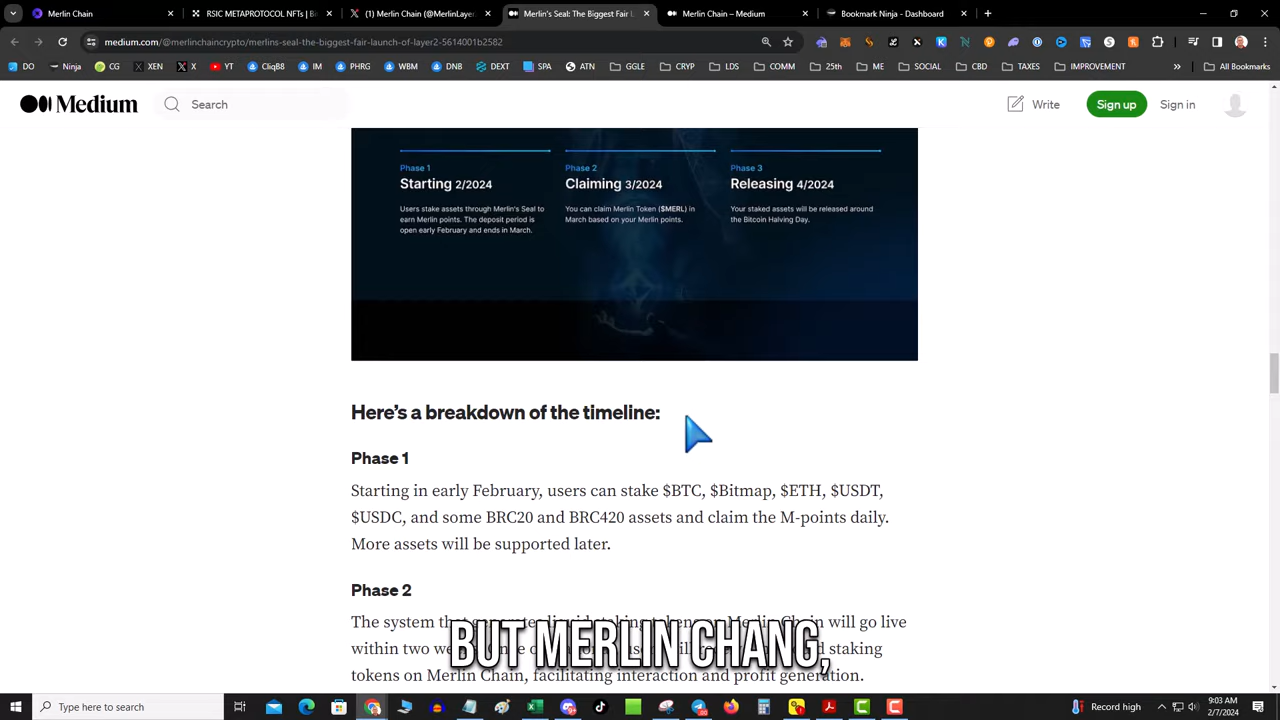 Merlin Chain
RSIC METAPROTOCOL NFTs | B
(1) Merlin Chain (@MerlinLayer
Merlin's Seal: The Biggest Fair L
Merlin Chain – Medium
Bookmark Ninja - Dashboard
medium.com/@merlinchaincrypto/merlins-seal-the-biggest-fair-launch-of-layer2-5614001b2582
DO
Ninja
CG
XEN
X
YT
CliqB8
IM
PHRG
EWB
DNB
DEXT
SPA
ATN
CGL
COM
SOCIAL
ME
CBD
TAXES
IMPROVEMENT
All Bookmarks
Medium
Search
Write
Sign up
Sign in
Phase 1
Starting 2/2024
Users stake assets through Merlin's Seal to
earn Merlin points. The deposit period is
open early February and ends in March.
Phase 2
Claiming 3/2024
You can claim Merlin Token ($MERL) in
March based on your Merlin points.
Phase 3
Releasing 4/2024
Your staked assets will be released around
the Bitcoin Halving Day.
Here's a breakdown of the timeline:
Phase 1
Starting in early February, users can stake $BTC, $Bitmap, $ETH, $USDT,
$USDC, and some BRC20 and BRC420 assets and claim the M-points daily.
More assets will be supported later.
Phase 2
The system that Merlin Chain will go live
within two staking
tokens on Merlin Chain, facilitating interaction and profit generation.
BUT MERLIN CHANG,
Type here to search
Record high
9:03 AM
2/7/2024